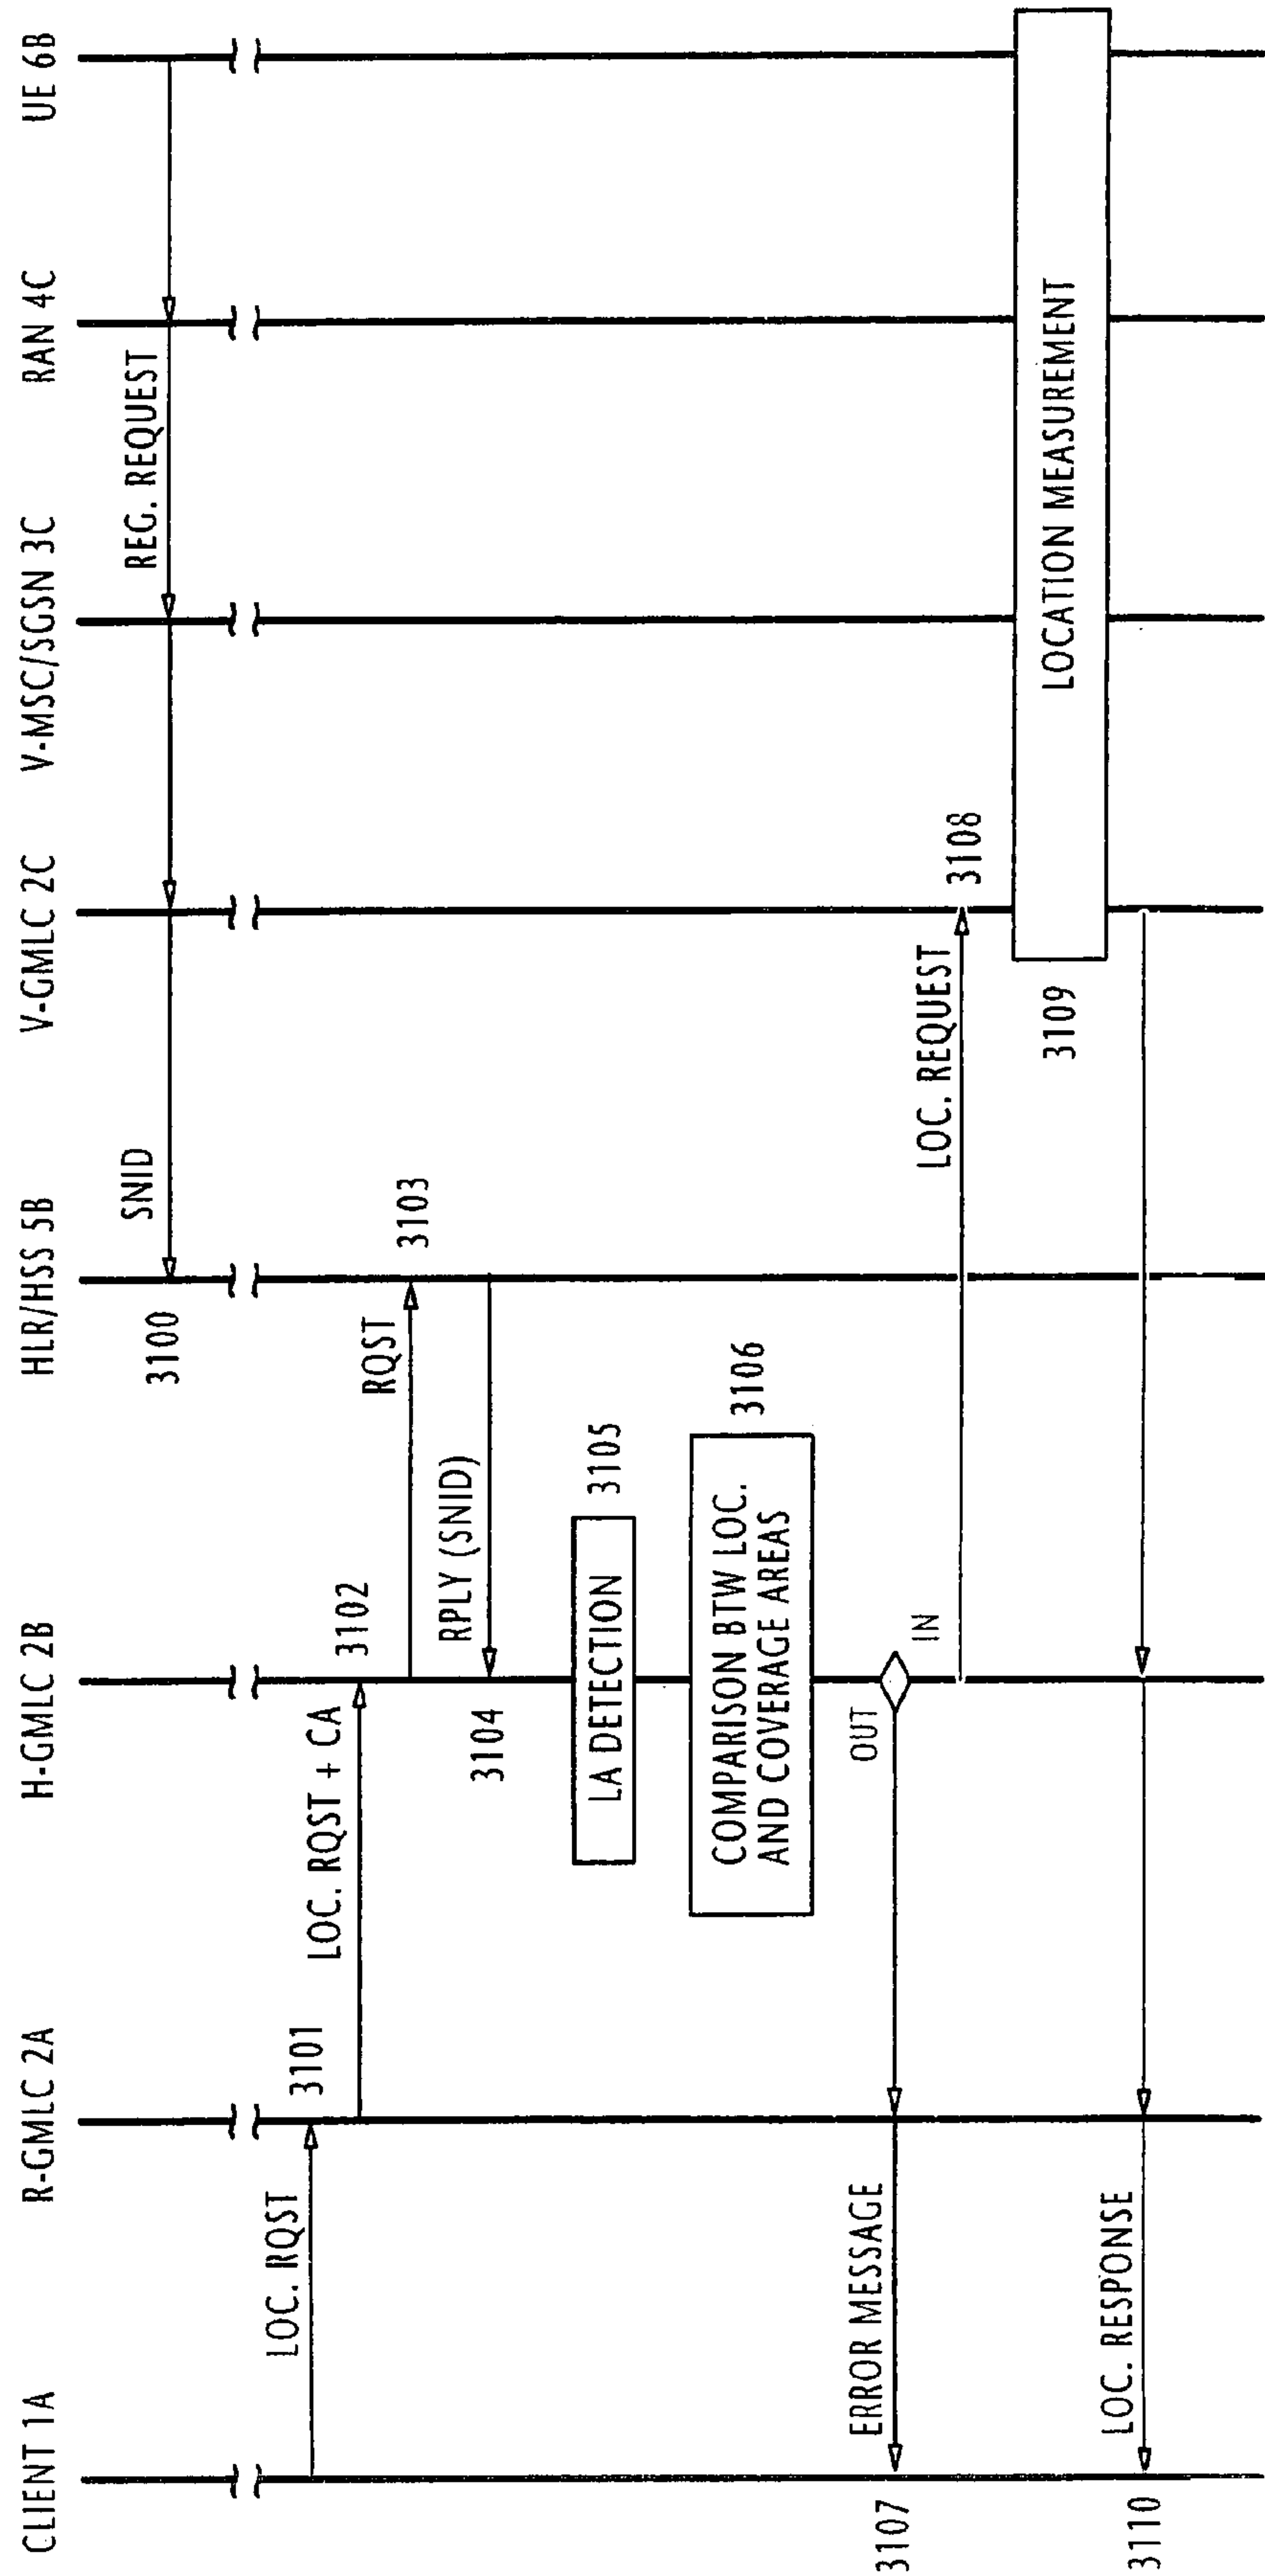 CLIENT 1A
R-GMLC 2A
H-GMLC 2B
HLR/HSS 5B
V-GMLC 2C
V-MSC/SGSN 3C
RAN 4C
UE 6B
3100
SNID
REG. REQUEST
LOC. RQST
3101
LOC. RQST + CA
3102
RQST
3103
3104
RPLY (SNID)
LA DETECTION
3105
COMPARISON BTW LOC.
AND COVERAGE AREAS
3106
3107
ERROR MESSAGE
OUT
IN
LOC. REQUEST
3108
3109
LOCATION MEASUREMENT
3110
LOC. RESPONSE